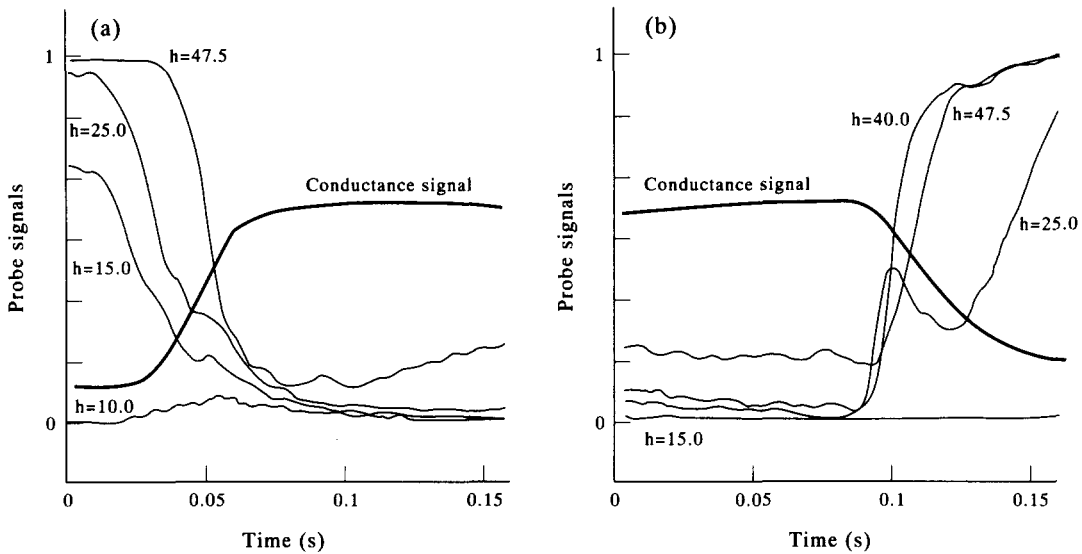 (a)
1
h=47.5
h=25.0
Conductance signal
h=15.0
h=10.0
0
Probe signals
0
0.05
0.1
0.15
Time (s)
(b)
1
h=40.0
h=47.5
Conductance signal
h=25.0
h=15.0
0
Probe signals
0
0.05
0.1
0.15
Time (s)